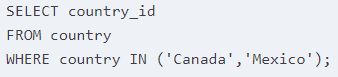 SELECT country_id
FROM country
WHERE country IN ('Canada','Mexico');